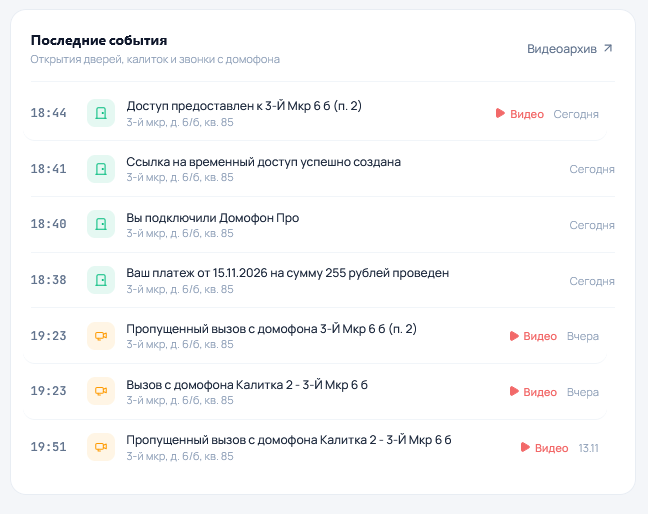 Последние события
Видеоархив
Открытия дверей, калиток и звонки с домофона
18:44 Доступ предоставлен к 3-Й Мкр 6 б (п. 2) Видео Сегодня
3-й мкр, д. 6/б, кв. 85
18:41 Ссылка на временный доступ успешно создана Сегодня
3-й мкр, д. 6/б, кв. 85
18:40 Вы подключили Домофон Про Сегодня
3-й мкр, д. 6/б, кв. 85
18:38 Ваш платеж от 15.11.2026 на сумму 255 рублей проведен Сегодня
3-й мкр, д. 6/б, кв. 85
19:23 Пропущенный вызов с домофона 3-Й Мкр 6 б (п. 2) Видео Вчера
3-й мкр, д. 6/б, кв. 85
19:23 Вызов с домофона Калитка 2 - 3-Й Мкр 6 б Видео Вчера
3-й мкр, д. 6/б, кв. 85
19:51 Пропущенный вызов с домофона Калитка 2 - 3-Й Мкр 6 б Видео 13.11
3-й мкр, д. 6/б, кв. 85